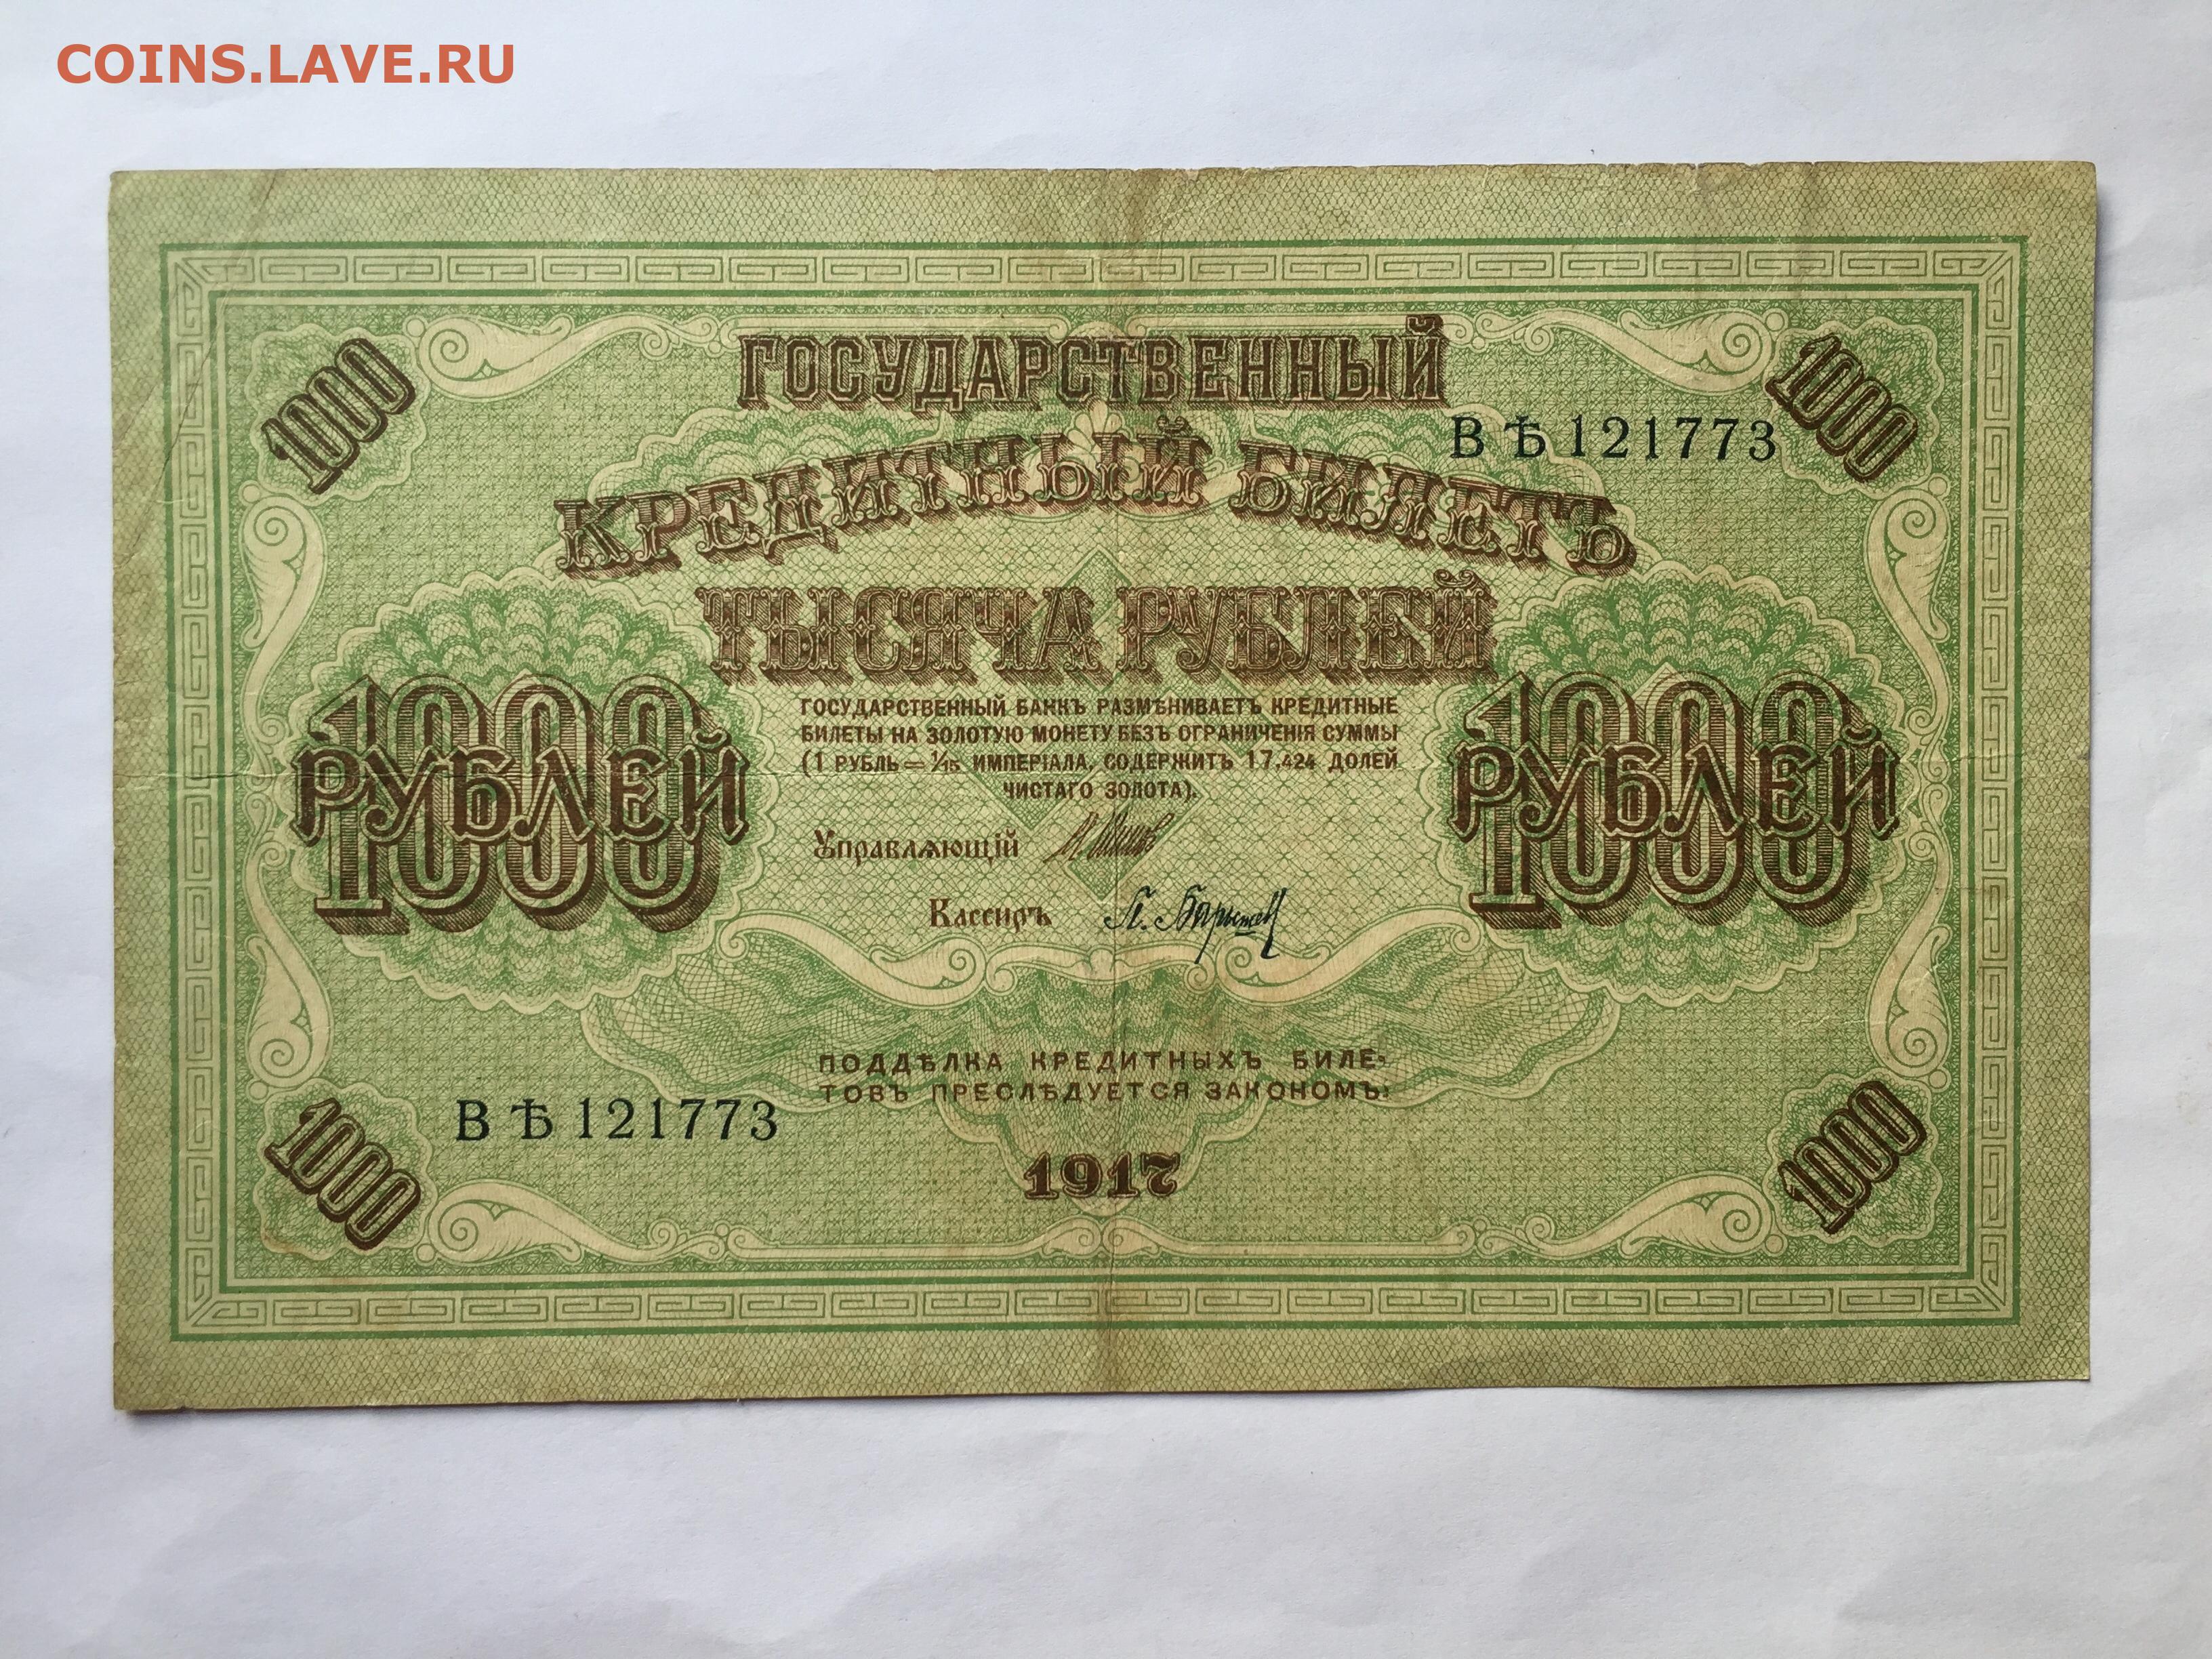 COINS.LAVE.RU
1000
ГОСУДАРСТВЕННЫЙ
1000
ВѢ 121773
КРЕДИТНЫЙ БИЛЕТЪ
ТЫСЯЧА РУБЛЕЙ
1000
РУБЛЕЙ
ГОСУДАРСТВЕННЫЙ БАНКЪ РАЗМѢНИВАЕТЪ КРЕДИТНЫЕ
БИЛЕТЫ НА ЗОЛОТУЮ МОНЕТУ БЕЗЪ ОГРАНИЧЕНІЯ СУММЫ
(1 РУБЛЬ = 1/15 ИМПЕРІАЛА, СОДЕРЖИТЪ 17,424 ДОЛЕЙ
ЧИСТАГО ЗОЛОТА).
1000
РУБЛЕЙ
Управляющій
Кассиръ
ПОДДѢЛКА КРЕДИТНЫХЪ БИЛЕ-
ТОВЪ ПРЕСЛѢДУЕТСЯ ЗАКОНОМЪ.
ВѢ 121773
1000
1917
1000